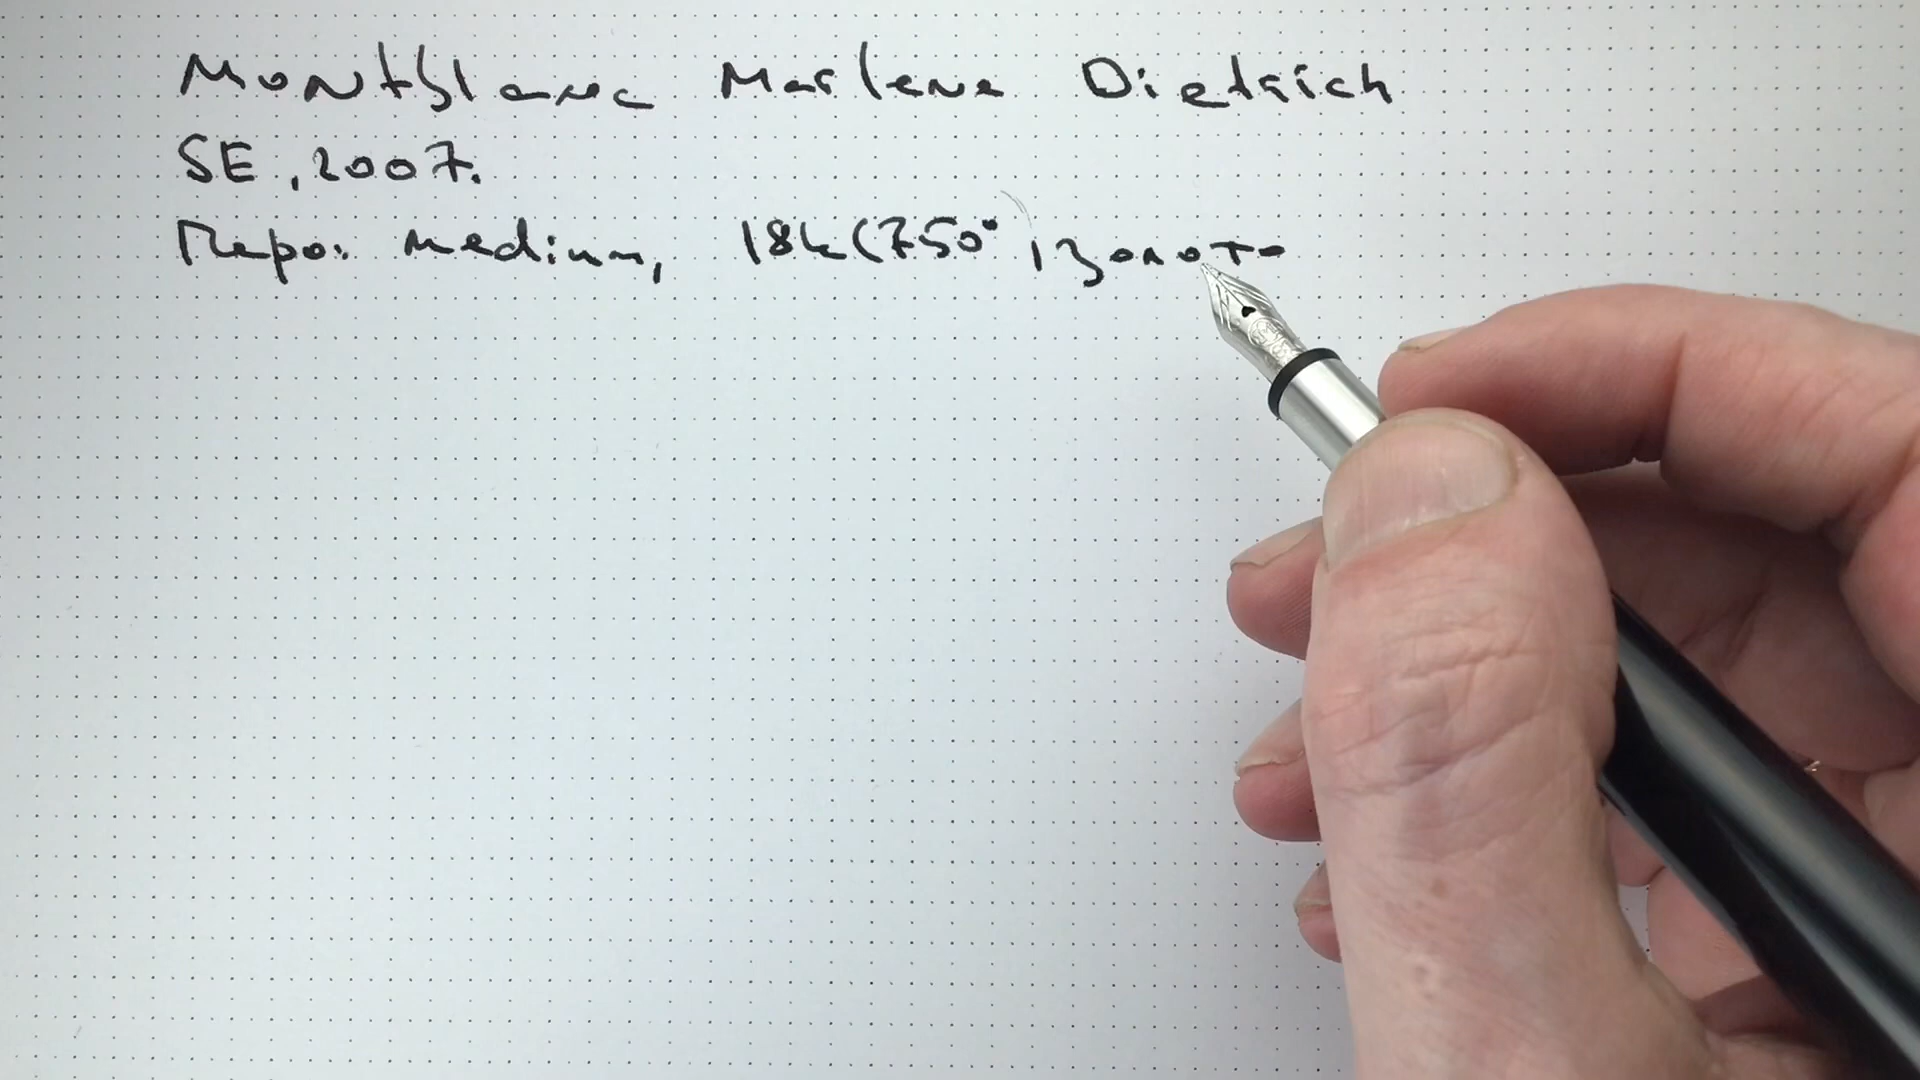 Montblanc Marlene Dietrich
SE, 2007.
Перо: medium, 18k (750°), золото